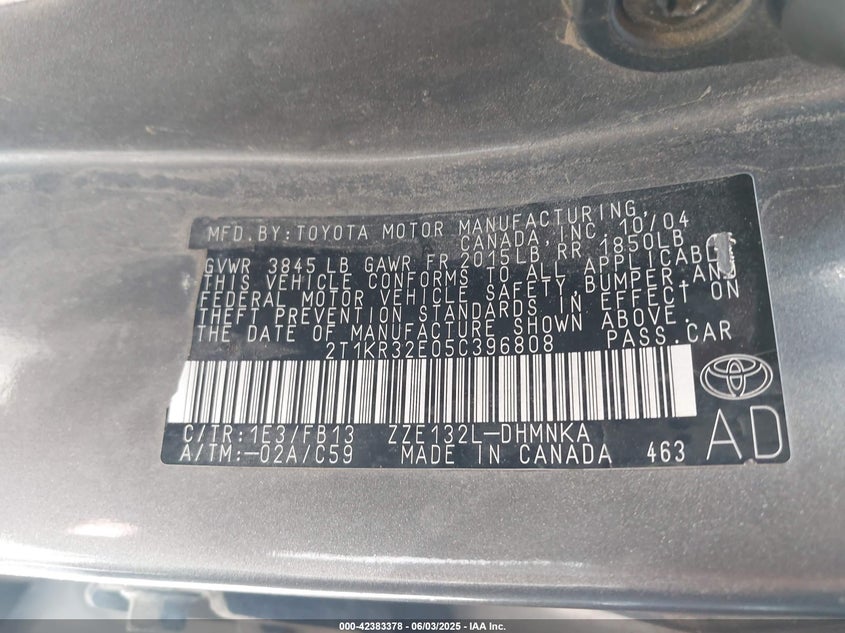 MFD. BY: TOYOTA MOTOR MANUFACTURING,
CANADA, INC. 10/04
GVWR 3845 LB GAWR FR 2015LB RR 1850LB
THIS VEHICLE CONFORMS TO ALL APPLICABLE
FEDERAL MOTOR VEHICLE SAFETY, BUMPER, AND
THEFT PREVENTION STANDARDS IN EFFECT ON
THE DATE OF MANUFACTURE SHOWN ABOVE.
2T1KR32E05C396808 PASS.CAR
C/TR:1E3/FB13 ZZE132L-DHMNKA
A/TM:-02A/C59 MADE IN CANADA 463
AD
000-42383378 - 06/03/2025 - IAA Inc.